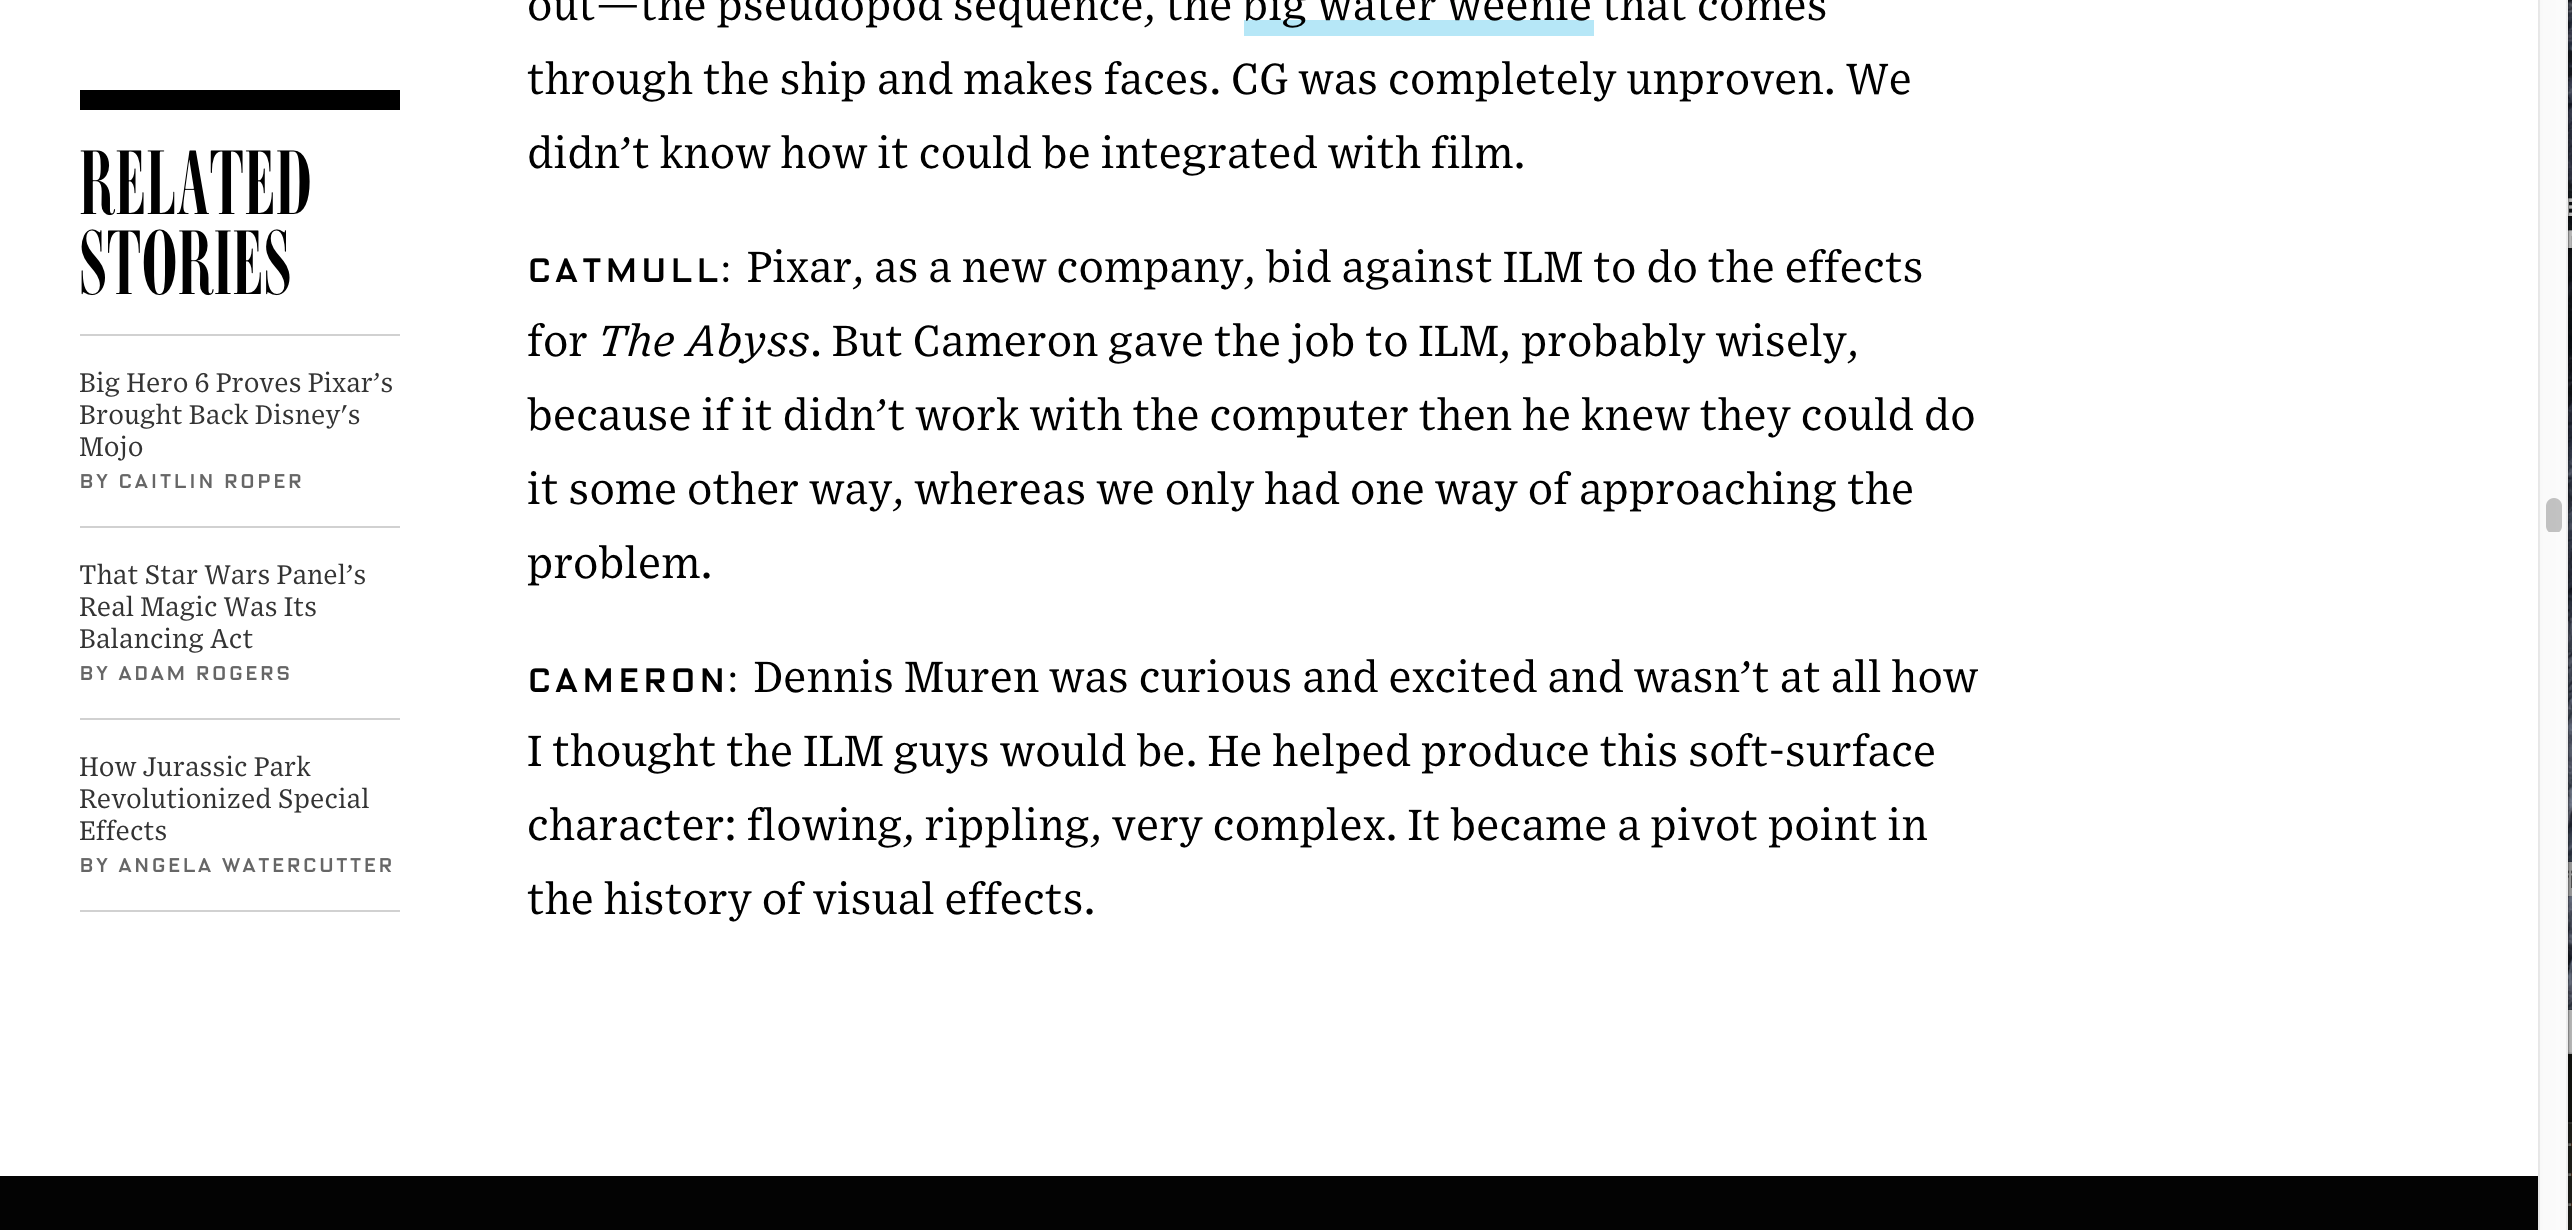 out—the pseudopod sequence, the big water weenie that comes
through the ship and makes faces. CG was completely unproven. We
didn’t know how it could be integrated with film.
CATMULL: Pixar, as a new company, bid against ILM to do the effects
for The Abyss. But Cameron gave the job to ILM, probably wisely,
because if it didn’t work with the computer then he knew they could do
it some other way, whereas we only had one way of approaching the
problem.
CAMERON: Dennis Muren was curious and excited and wasn’t at all how
I thought the ILM guys would be. He helped produce this soft-surface
character: flowing, rippling, very complex. It became a pivot point in
the history of visual effects.
RELATED
STORIES
Big Hero 6 Proves Pixar’s
Brought Back Disney's
Mojo
BY CAITLIN ROPER
That Star Wars Panel’s
Real Magic Was Its
Balancing Act
BY ADAM ROGERS
How Jurassic Park
Revolutionized Special
Effects
BY ANGELA WATERCUTTER